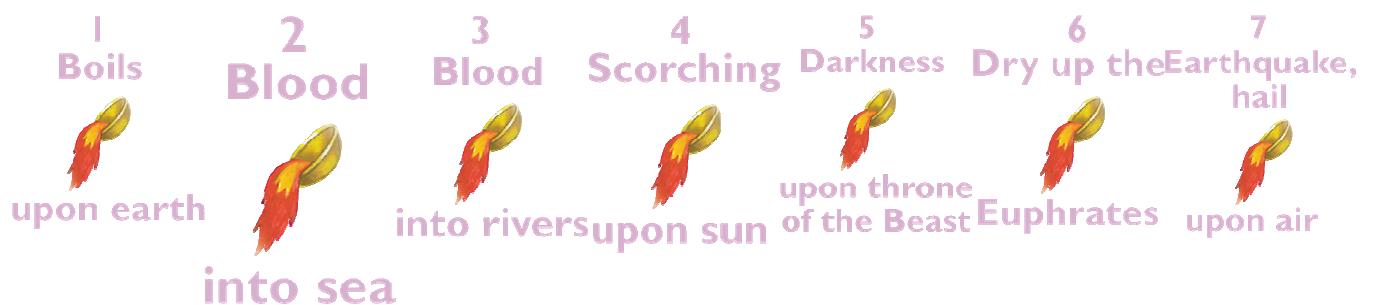 1
Boils
upon earth
2
Blood
into sea
3
Blood
into rivers
4
Scorching
upon sun
5
Darkness
upon throne
of the Beast
6
Dry up the
Euphrates
7
Earthquake,
hail
upon air